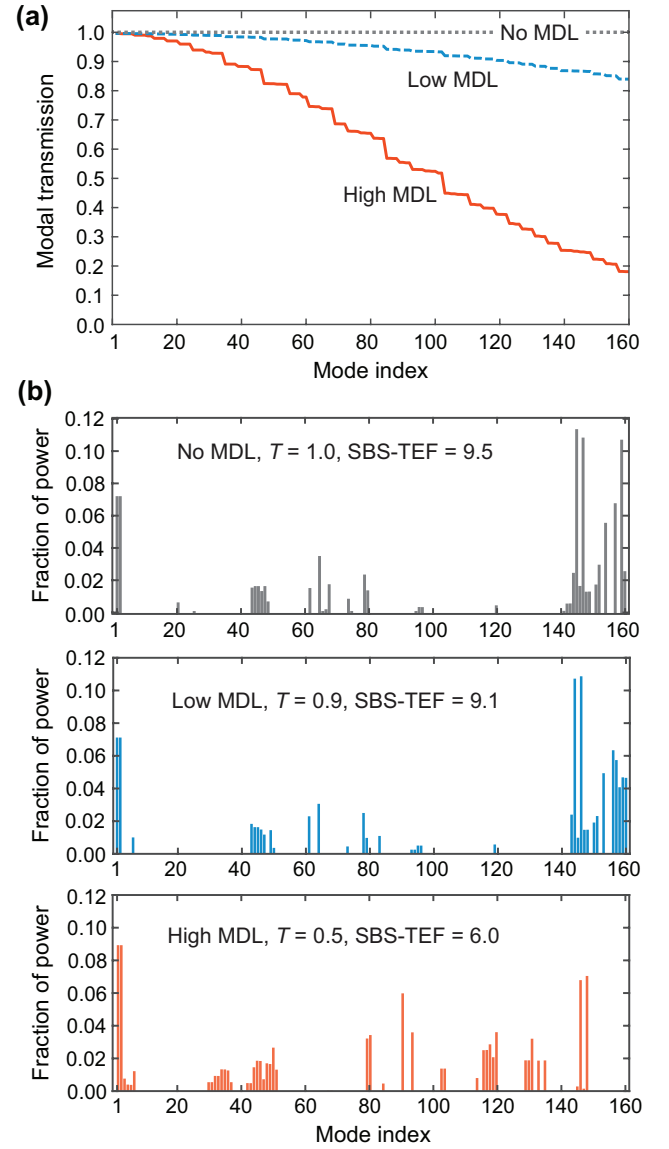 (a)
1.0
0.9
0.8
0.7
0.6
0.5
0.4
0.3
0.2
0.1
0.0
Modal transmission
No MDL
Low MDL
High MDL
1 20 40 60 80 100 120 140 160
Mode index
(b)
0.12
0.08
0.04
0.02
0.00
Fraction of power
No MDL, T = 1.0, SBS-TEF = 9.5
1 20 40 60 80 100 120 140 160
0.12
0.08
0.06
0.04
0.02
0.00
Fraction of power
Low MDL, T = 0.9, SBS-TEF = 9.1
1 20 40 60 80 100 120 140 160
0.12
0.10
0.08
0.06
0.04
0.02
0.00
Fraction of power
High MDL, T = 0.5, SBS-TEF = 6.0
1 20 40 60 80 100 120 140 160
Mode index